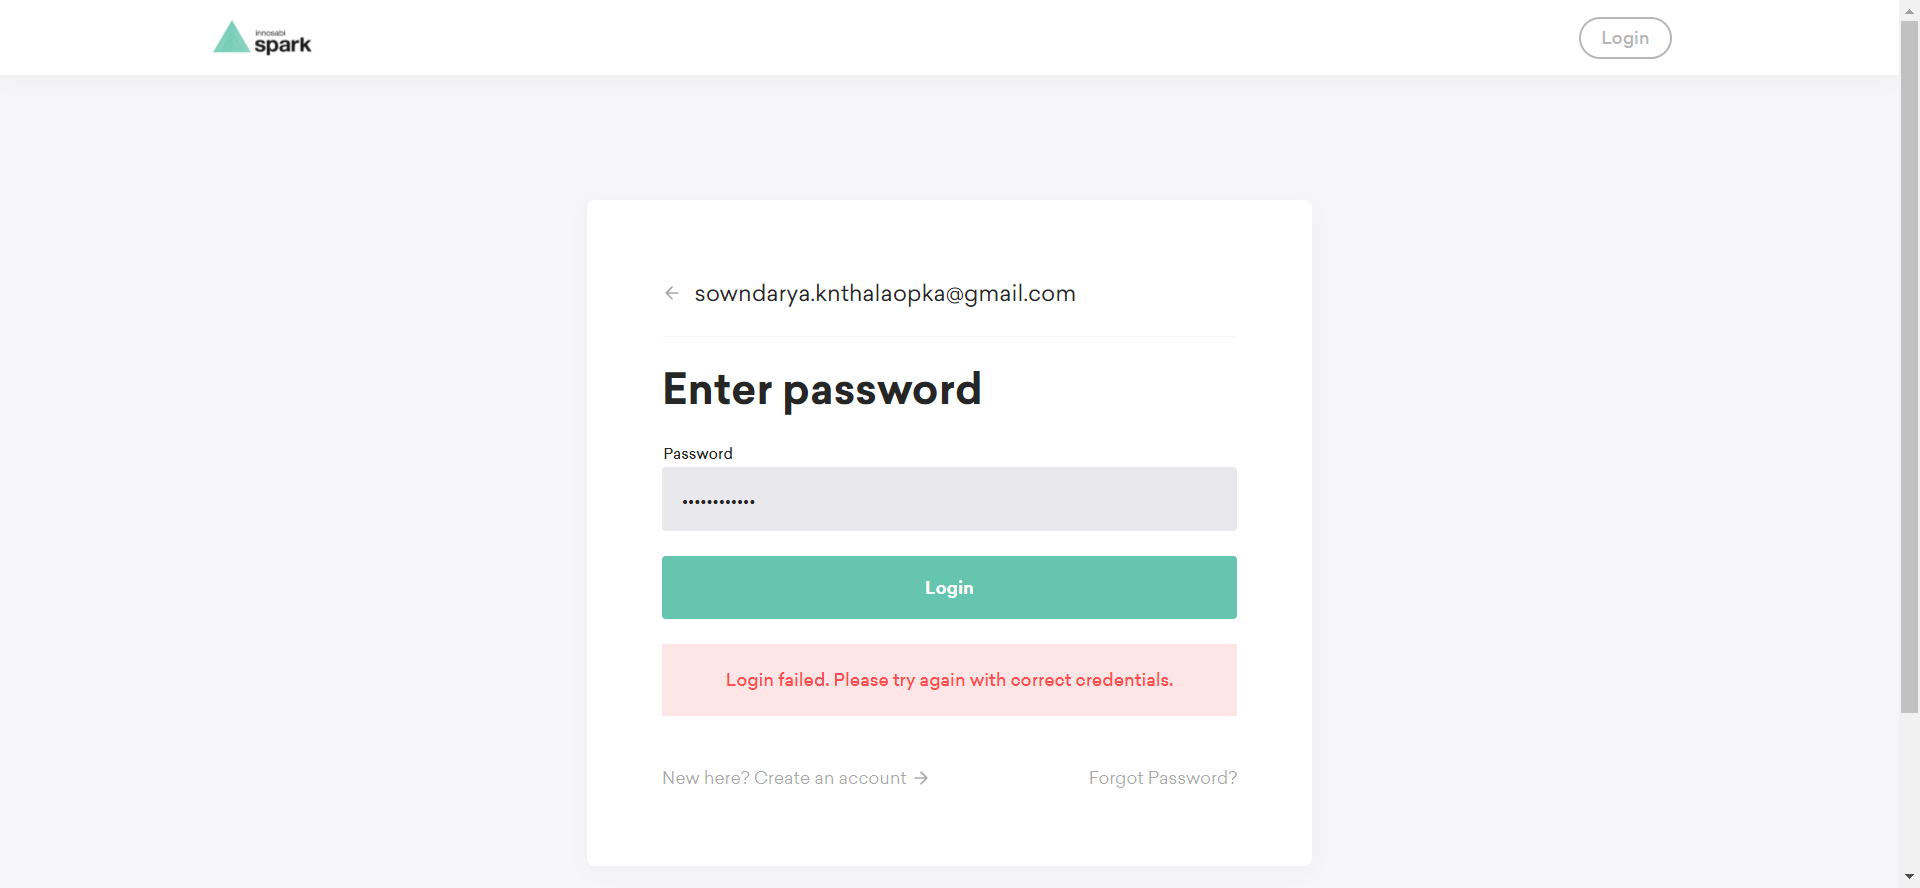 innosabi
spark
Login
sowndarya.knthalaopka@gmail.com
Enter password
Password
••••••••••••
Login
Login failed. Please try again with correct credentials.
New here? Create an account →
Forgot Password?